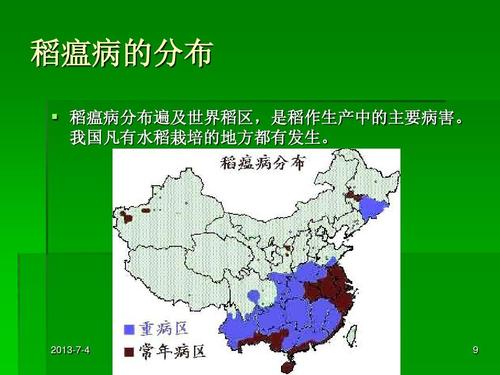 稻瘟病的分布
稻瘟病分布遍及世界稻区，是稻作生产中的主要病害。
我国凡有水稻栽培的地方都有发生。
稻瘟病分布
重病区
常年病区
2013-7-4
9